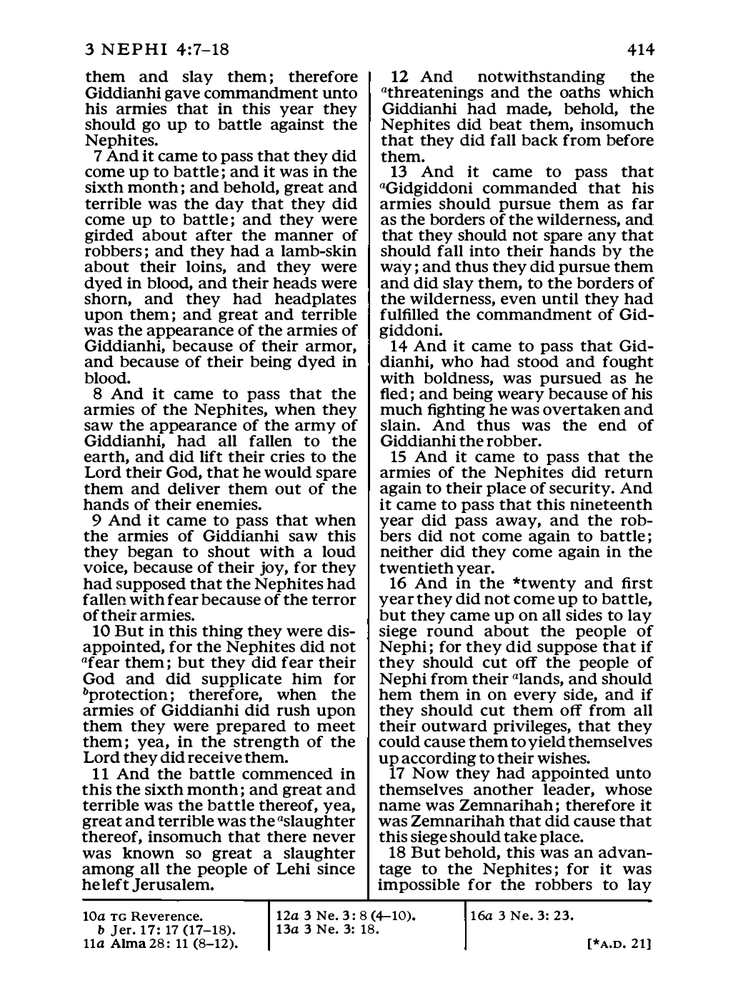 3 NEPHI 4:7–18 414
them and slay them; therefore
Giddianhi gave commandment unto
his armies that in this year they
should go up to battle against the
Nephites.
7 And it came to pass that they did
come up to battle; and it was in the
sixth month; and behold, great and
terrible was the day that they did
come up to battle; and they were
girded about after the manner of
robbers; and they had a lamb-skin
about their loins, and they were
dyed in blood, and their heads were
shorn, and they had headplates
upon them; and great and terrible
was the appearance of the armies of
Giddianhi, because of their armor,
and because of their being dyed in
blood.
8 And it came to pass that the
armies of the Nephites, when they
saw the appearance of the army of
Giddianhi, had all fallen to the
earth, and did lift their cries to the
Lord their God, that he would spare
them and deliver them out of the
hands of their enemies.
9 And it came to pass that when
the armies of Giddianhi saw this
they began to shout with a loud
voice, because of their joy, for they
had supposed that the Nephites had
fallen with fear because of the terror
of their armies.
10 But in this thing they were dis-
appointed, for the Nephites did not
ᵃfear them; but they did fear their
God and did supplicate him for
ᵇprotection; therefore, when the
armies of Giddianhi did rush upon
them they were prepared to meet
them; yea, in the strength of the
Lord they did receive them.
11 And the battle commenced in
this the sixth month; and great and
terrible was the battle thereof, yea,
great and terrible was the ᵃslaughter
thereof, insomuch that there never
was known so great a slaughter
among all the people of Lehi since
he left Jerusalem.
12 And notwithstanding the
ᵃthreatenings and the oaths which
Giddianhi had made, behold, the
Nephites did beat them, insomuch
that they did fall back from before
them.
13 And it came to pass that
ᵃGidgiddoni commanded that his
armies should pursue them as far
as the borders of the wilderness, and
that they should not spare any that
should fall into their hands by the
way; and thus they did pursue them
and did slay them, to the borders of
the wilderness, even until they had
fulfilled the commandment of Gid-
giddoni.
14 And it came to pass that Gid-
dianhi, who had stood and fought
with boldness, was pursued as he
fled; and being weary because of his
much fighting he was overtaken and
slain. And thus was the end of
Giddianhi the robber.
15 And it came to pass that the
armies of the Nephites did return
again to their place of security. And
it came to pass that this nineteenth
year did pass away, and the rob-
bers did not come again to battle;
neither did they come again in the
twentieth year.
16 And in the *twenty and first
year they did not come up to battle,
but they came up on all sides to lay
siege round about the people of
Nephi; for they did suppose that if
they should cut off the people of
Nephi from their ᵃlands, and should
hem them in on every side, and if
they should cut them off from all
their outward privileges, that they
could cause them to yield themselves
up according to their wishes.
17 Now they had appointed unto
themselves another leader, whose
name was Zemnarihah; therefore it
was Zemnarihah that did cause that
this siege should take place.
18 But behold, this was an advan-
tage to the Nephites; for it was
impossible for the robbers to lay
10a TG Reverence.
b Jer. 17: 17 (17–18).
11a Alma 28: 11 (8–12).
12a 3 Ne. 3: 8 (4–10).
13a 3 Ne. 3: 18.
16a 3 Ne. 3: 23.
[*A.D. 21]